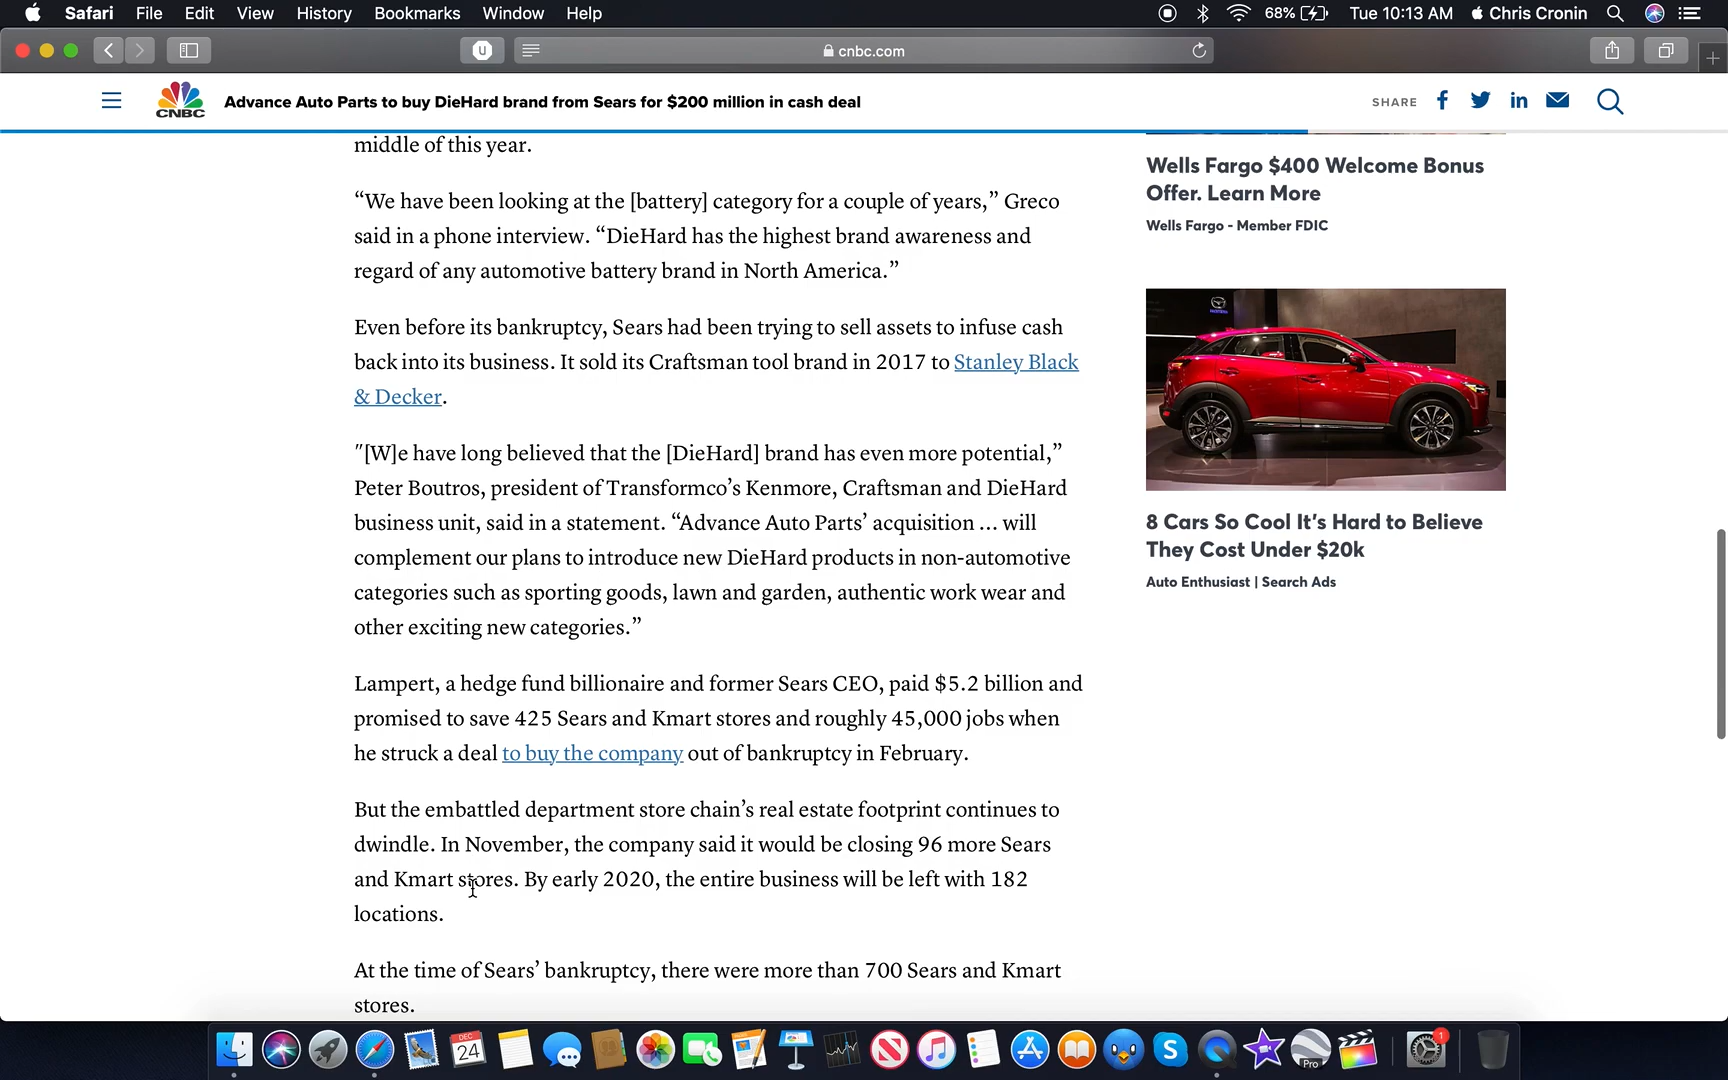 Safari File Edit View History Bookmarks Window Help 68% Tue 10:13 AM Chris Cronin
U cnbc.com
CNBC Advance Auto Parts to buy DieHard brand from Sears for $200 million in cash deal SHARE
middle of this year.
“We have been looking at the [battery] category for a couple of years,” Greco
said in a phone interview. “DieHard has the highest brand awareness and
regard of any automotive battery brand in North America.”
Even before its bankruptcy, Sears had been trying to sell assets to infuse cash
back into its business. It sold its Craftsman tool brand in 2017 to Stanley Black
& Decker.
"[W]e have long believed that the [DieHard] brand has even more potential,”
Peter Boutros, president of Transformco’s Kenmore, Craftsman and DieHard
business unit, said in a statement. “Advance Auto Parts’ acquisition ... will
complement our plans to introduce new DieHard products in non-automotive
categories such as sporting goods, lawn and garden, authentic work wear and
other exciting new categories.”
Lampert, a hedge fund billionaire and former Sears CEO, paid $5.2 billion and
promised to save 425 Sears and Kmart stores and roughly 45,000 jobs when
he struck a deal to buy the company out of bankruptcy in February.
But the embattled department store chain’s real estate footprint continues to
dwindle. In November, the company said it would be closing 96 more Sears
and Kmart stores. By early 2020, the entire business will be left with 182
locations.
At the time of Sears’ bankruptcy, there were more than 700 Sears and Kmart
stores.
Wells Fargo $400 Welcome Bonus
Offer. Learn More
Wells Fargo - Member FDIC
8 Cars So Cool It’s Hard to Believe
They Cost Under $20k
Auto Enthusiast | Search Ads
DEC
24
Pro
1